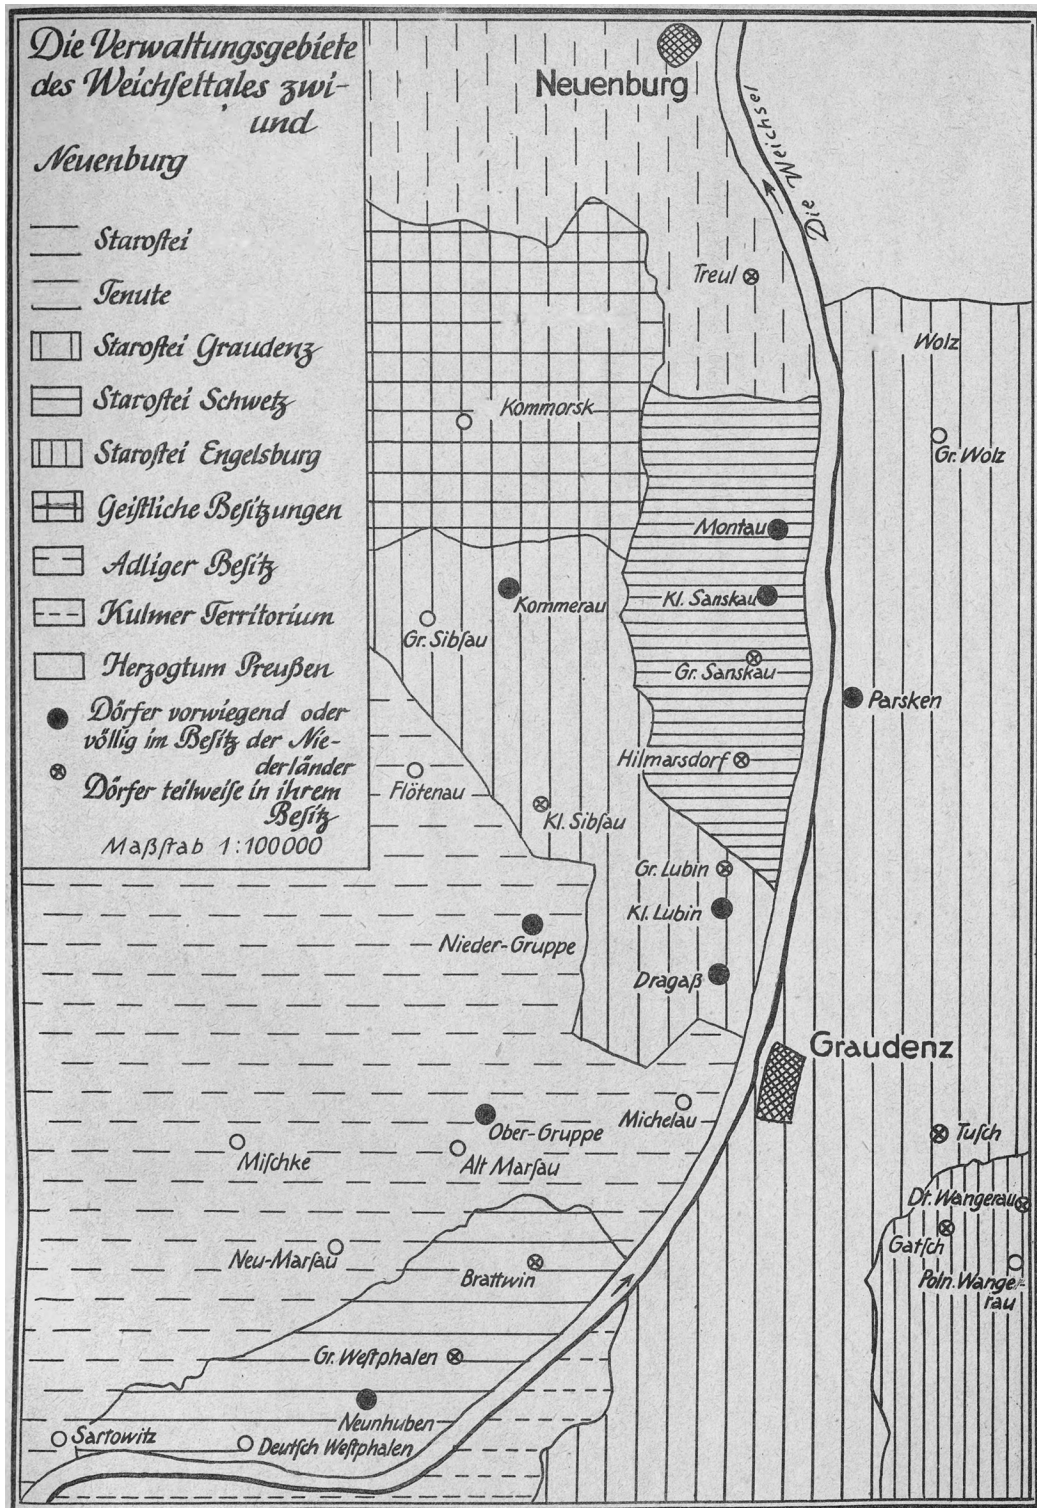 Die Verwaltungsgebiete
des Weichſeltales zwi-
und
Neuenburg
Staroſtei
Tenute
Staroſtei Graudenz
Staroſtei Schwetz
Staroſtei Engelsburg
Geiſtliche Beſitzungen
Adliger Beſitz
Kulmer Territorium
Herzogtum Preußen
Dörfer vorwiegend oder
völlig im Beſitz der Nie-
derländer
Dörfer teilweiſe in ihrem
Beſitz
Maßſtab 1:100000
Neuenburg
Die Weichsel
Treul
Wolz
Kommorsk
Gr. Wolz
Montau
Kl. Sanskau
Kommerau
Gr. Sibſau
Gr. Sanskau
Parsken
Hilmarsdorf
Flötenau
Kl. Sibſau
Gr. Lubin
Kl. Lubin
Nieder-Gruppe
Dragaß
Graudenz
Michelau
Ober-Gruppe
Tuſch
Miſchke
Alt Marſau
Dt. Wangerau
Gatſch
Neu-Marſau
Brattwin
Poln. Wange-
rau
Gr. Weſtphalen
Neunhuben
Sartowitz
Deutſch Weſtphalen